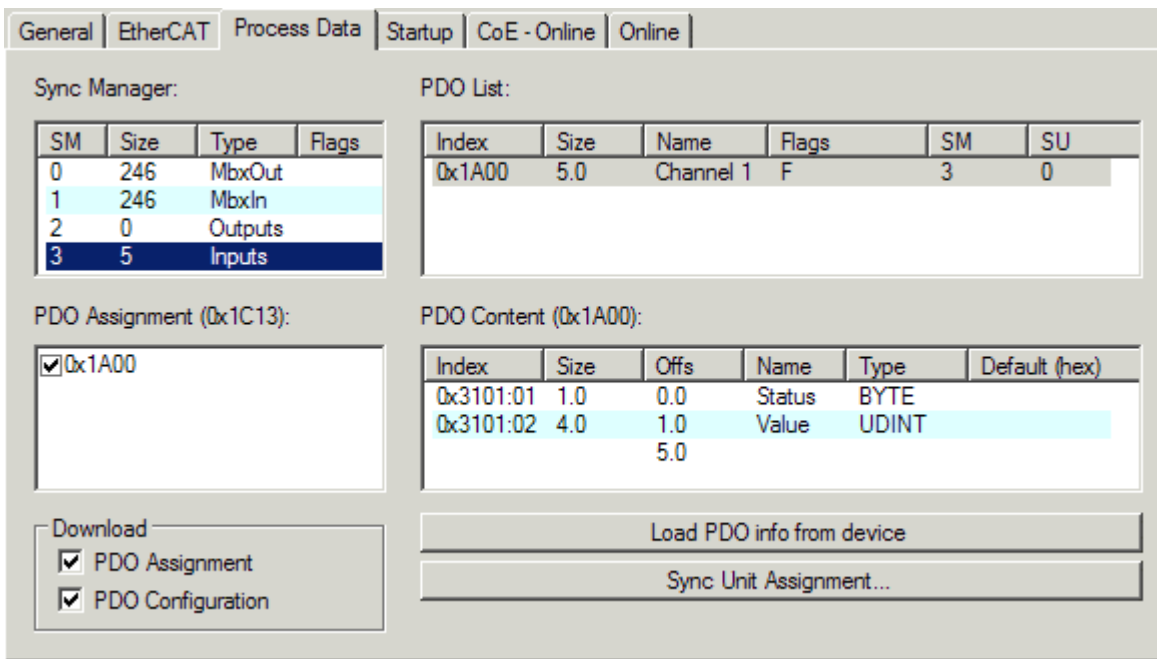 General EtherCAT Process Data Startup CoE - Online Online
Sync Manager:
SM Size Type Flags
0 246 MbxOut
1 246 MbxIn
2 0 Outputs
3 5 Inputs
PDO List:
Index Size Name Flags SM SU
0x1A00 5.0 Channel 1 F 3 0
PDO Assignment (0x1C13):
0x1A00
PDO Content (0x1A00):
Index Size Offs Name Type Default (hex)
0x3101:01 1.0 0.0 Status BYTE
0x3101:02 4.0 1.0 Value UDINT
5.0
Download
PDO Assignment
PDO Configuration
Load PDO info from device
Sync Unit Assignment...